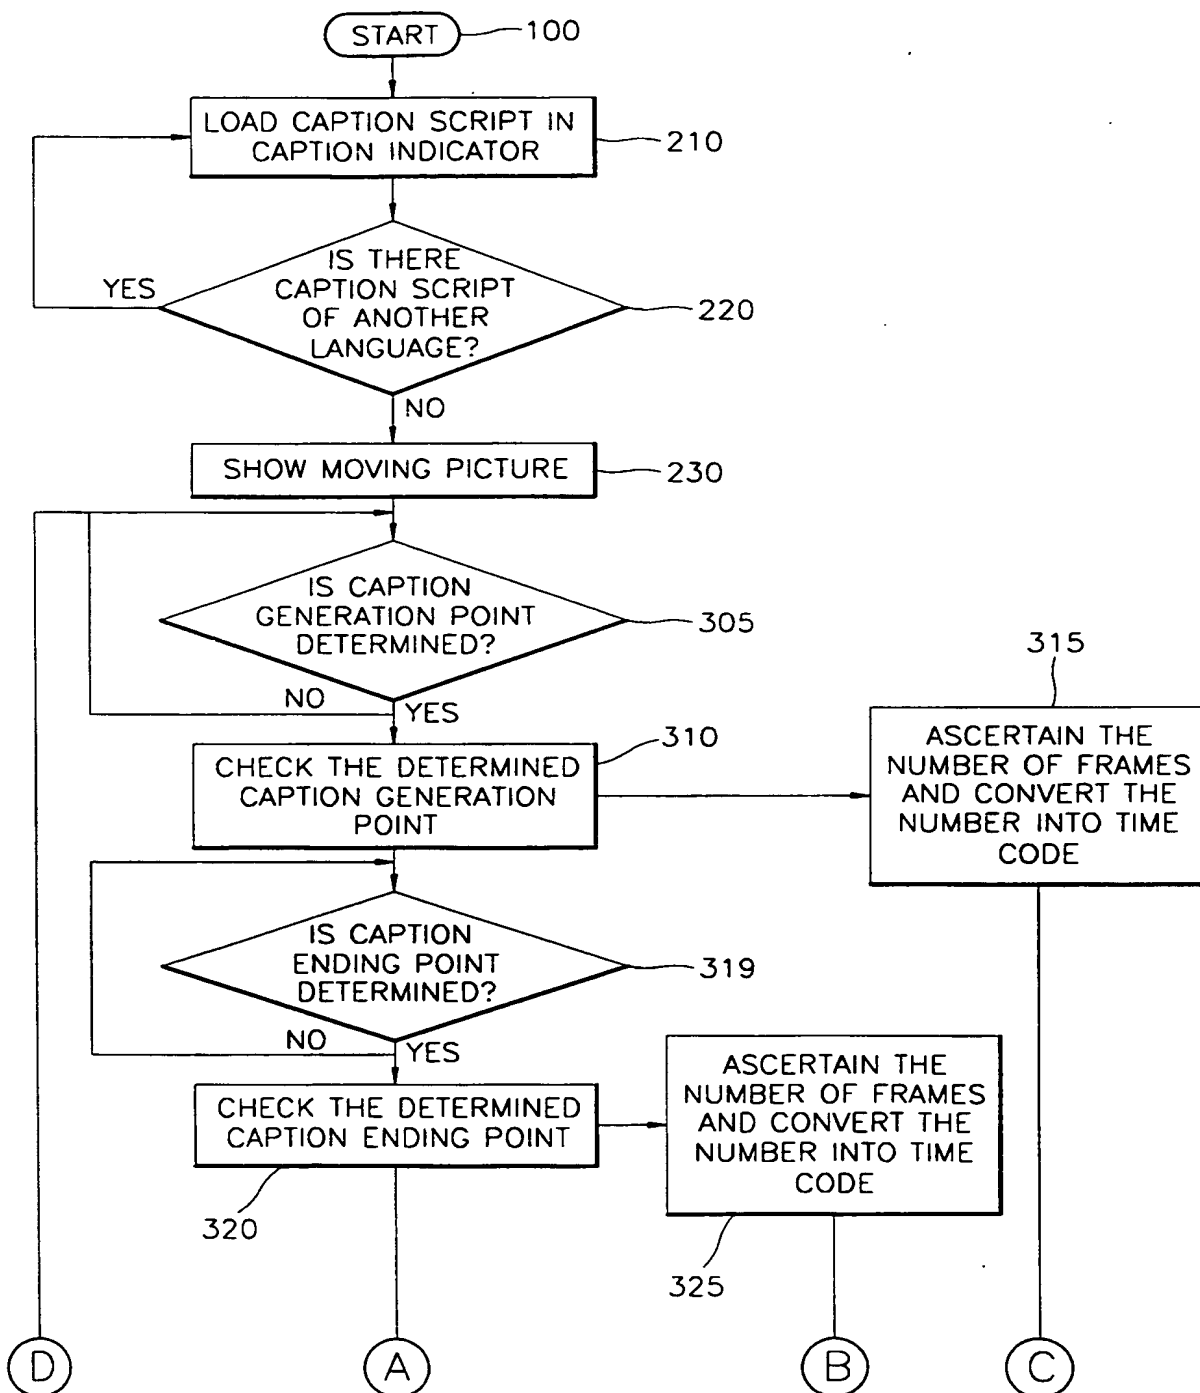 START
100
LOAD CAPTION SCRIPT IN
CAPTION INDICATOR
210
IS THERE
CAPTION SCRIPT
OF ANOTHER
LANGUAGE?
YES
220
NO
SHOW MOVING PICTURE
230
IS CAPTION
GENERATION POINT
DETERMINED?
305
NO
YES
CHECK THE DETERMINED
CAPTION GENERATION
POINT
310
315
ASCERTAIN THE
NUMBER OF FRAMES
AND CONVERT THE
NUMBER INTO TIME
CODE
IS CAPTION
ENDING POINT
DETERMINED?
319
NO
YES
CHECK THE DETERMINED
CAPTION ENDING POINT
320
ASCERTAIN THE
NUMBER OF FRAMES
AND CONVERT THE
NUMBER INTO TIME
CODE
325
D
A
B
C